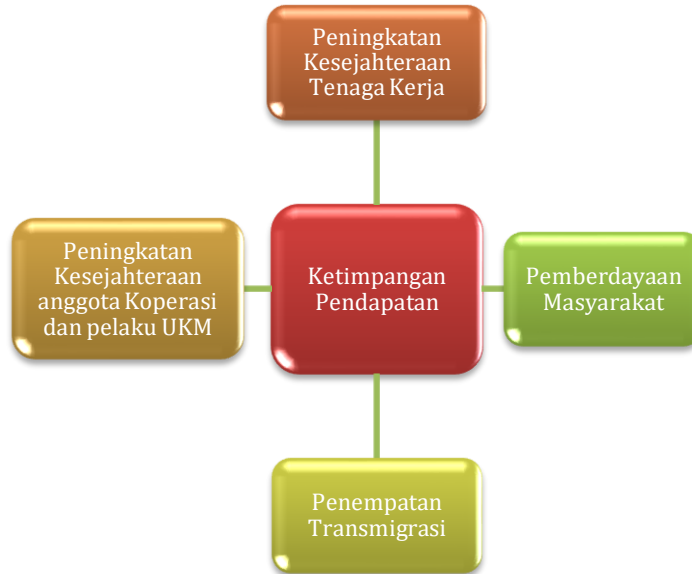 Peningkatan
Kesejahteraan
Tenaga Kerja
Peningkatan
Kesejahteraan
anggota Koperasi
dan pelaku UKM
Ketimpangan
Pendapatan
Pemberdayaan
Masyarakat
Penempatan
Transmigrasi